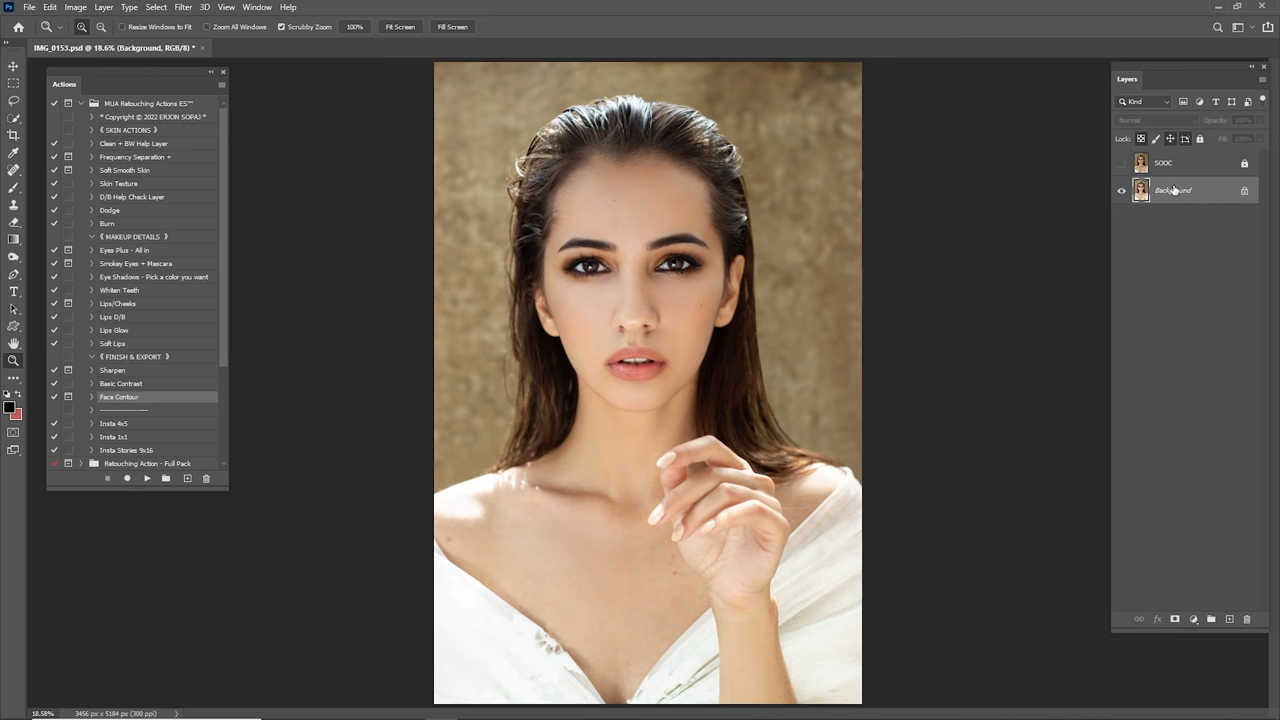 Ps File Edit Image Layer Type Select Filter 3D View Window Help
Resize Windows to Fit Zoom All Windows Scrubby Zoom 100% Fit Screen Fill Screen
IMG_0153.psd @ 18.6% (Background, RGB/8) *
Actions
MUA Retouching Actions ES™
* Copyright © 2022 ERJON SOPAJ *
《 SKIN ACTIONS 》
Clean + BW Help Layer
Frequency Separation +
Soft Smooth Skin
Skin Texture
D/B Help Check Layer
Dodge
Burn
《 MAKEUP DETAILS 》
Eyes Plus - All in
Smokey Eyes + Mascara
Eye Shadows - Pick a color you want
Whiten Teeth
Lips/Cheeks
Lips D/B
Lips Glow
Soft Lips
《 FINISH & EXPORT 》
Sharpen
Basic Contrast
Face Contour
--------------------
Insta 4x5
Insta 1x1
Insta Stories 9x16
Retouching Action - Full Pack
Layers
Kind
Normal Opacity: 100%
Lock: Fill: 100%
SOOC
Background
fx
18.58% 3456 px x 5184 px (300 ppi)